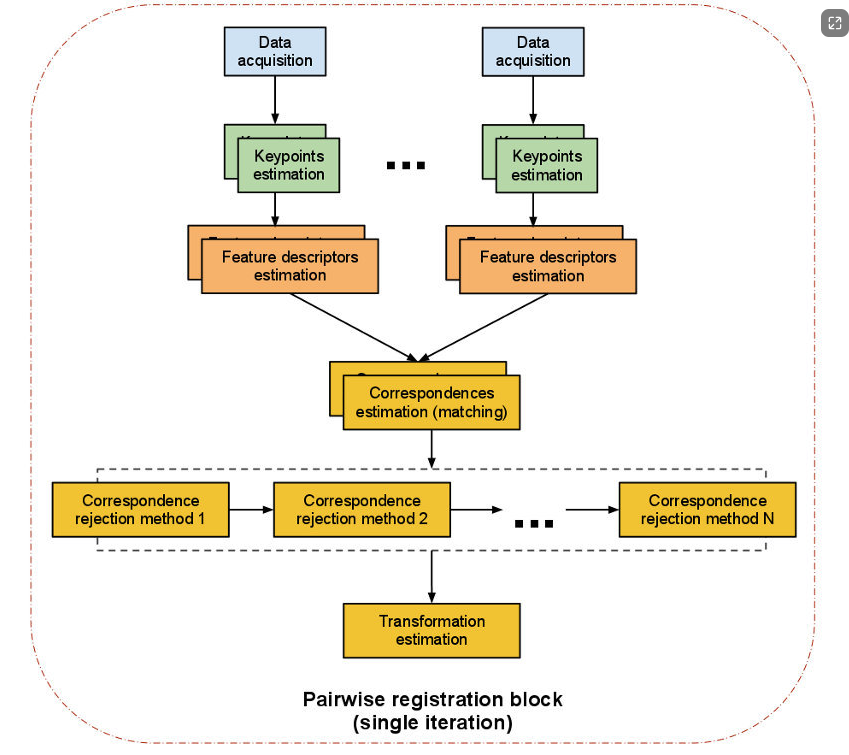 Data
acquisition
Data
acquisition
Keypoints
estimation
Keypoints
estimation
Feature descriptors
estimation
Feature descriptors
estimation
Correspondences
estimation (matching)
Correspondence
rejection method 1
Correspondence
rejection method 2
Correspondence
rejection method N
Transformation
estimation
Pairwise registration block
(single iteration)